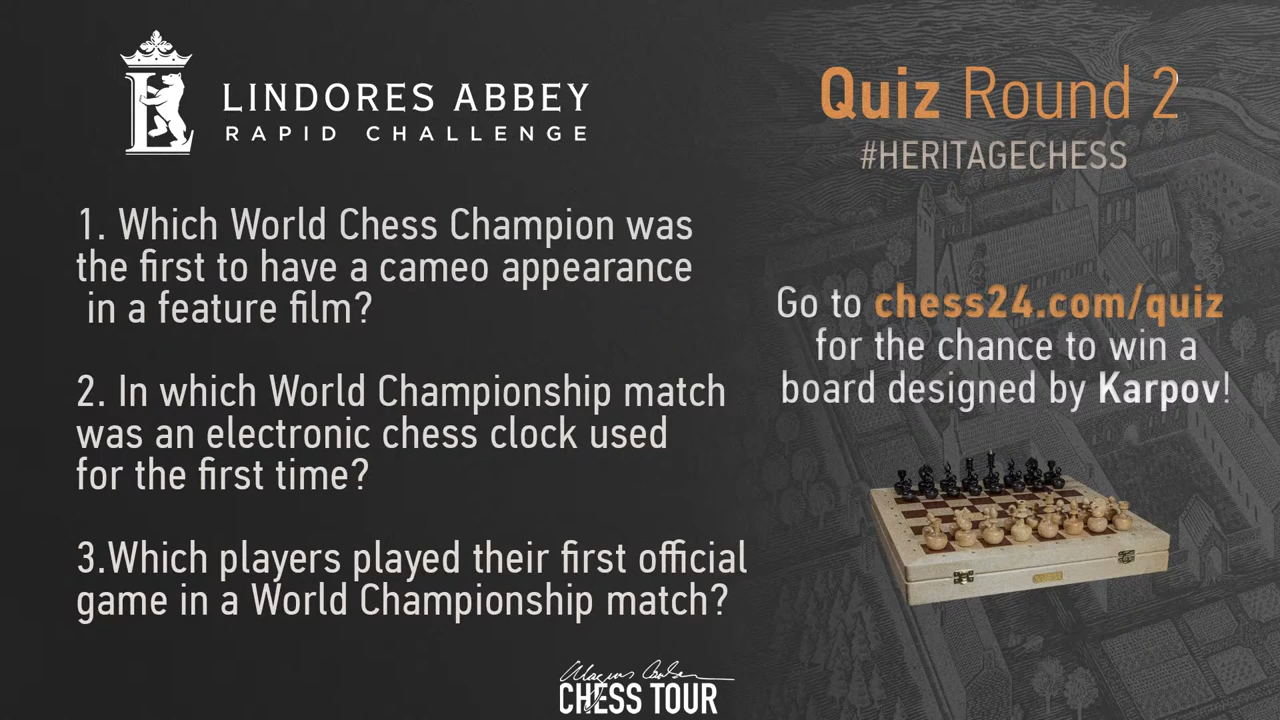 LINDORES ABBEY
RAPID CHALLENGE
Quiz Round 2
#HERITAGECHESS
1. Which World Chess Champion was
the first to have a cameo appearance
in a feature film?
2. In which World Championship match
was an electronic chess clock used
for the first time?
3.Which players played their first official
game in a World Championship match?
Go to chess24.com/quiz
for the chance to win a
board designed by Karpov!
Magnus Carlsen
CHESS TOUR